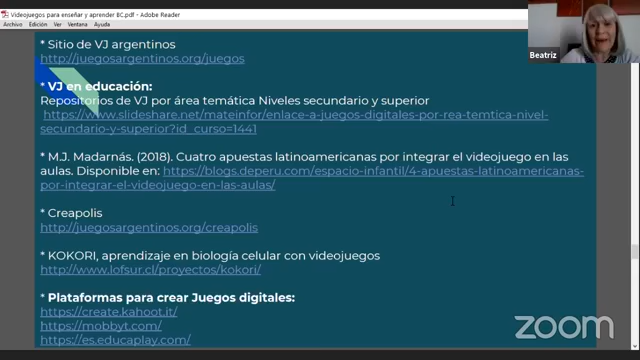 Videojuegos para enseñar y aprender BC.pdf - Adobe Reader
Archivo Edición Ver Ventana Ayuda
* Sitio de VJ argentinos
http://juegosargentinos.org/juegos
* VJ en educación:
Repositorios de VJ por área temática Niveles secundario y superior
https://www.slideshare.net/mateinfor/enlace-a-juegos-digitales-por-rea-temtica-nivel-
secundario-y-superior?id_curso=1441
* M.J. Madarnás. (2018). Cuatro apuestas latinoamericanas por integrar el videojuego en las
aulas. Disponible en: https://blogs.deperu.com/espacio-infantil/4-apuestas-latinoamericanas-
por-integrar-el-videojuego-en-las-aulas/
* Creapolis
http://juegosargentinos.org/creapolis
* KOKORI, aprendizaje en biología celular con videojuegos
http://www.lofsur.cl/proyectos/kokori/
* Plataformas para crear Juegos digitales:
https://create.kahoot.it/
https://mobbyt.com/
https://es.educaplay.com/
Beatriz
zoom